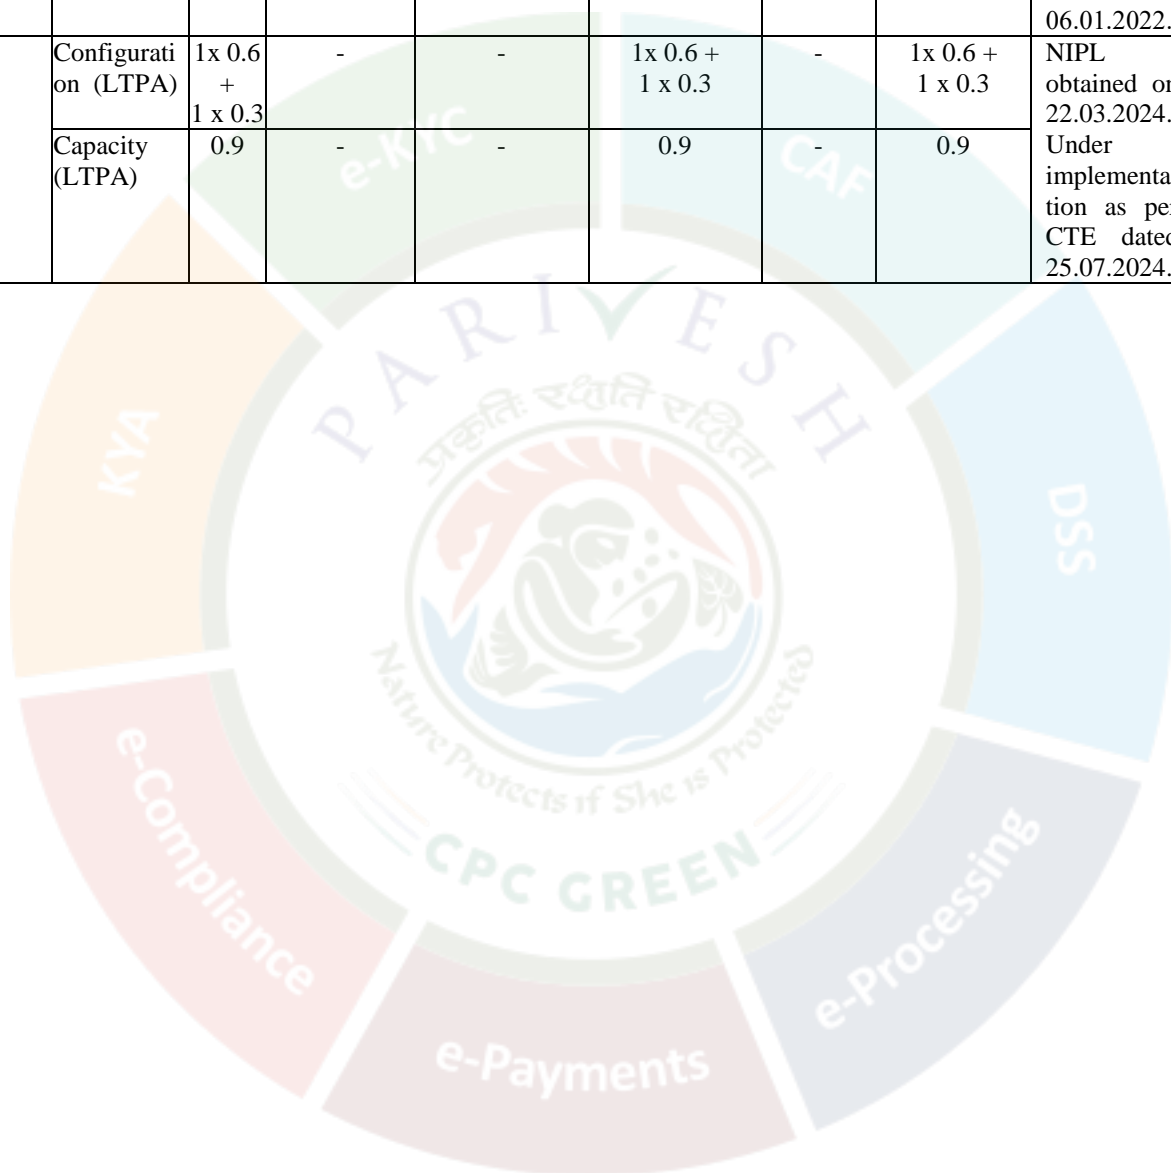 06.01.2022.
Configurati
on (LTPA)
1x 0.6
+
1 x 0.3
-
-
1x 0.6 +
1 x 0.3
-
1x 0.6 +
1 x 0.3
NIPL
obtained on
22.03.2024.
Capacity
(LTPA)
0.9
-
-
0.9
-
0.9
Under
implementa
tion as per
CTE dated
25.07.2024.
e-KYC
CAF
PARIVESH
प्रकृतिः रक्षति रक्षिता
KYA
DSS
Nature Protects if She is Protected
CPC GREEN
e-Compliance
e-Processing
e-Payments